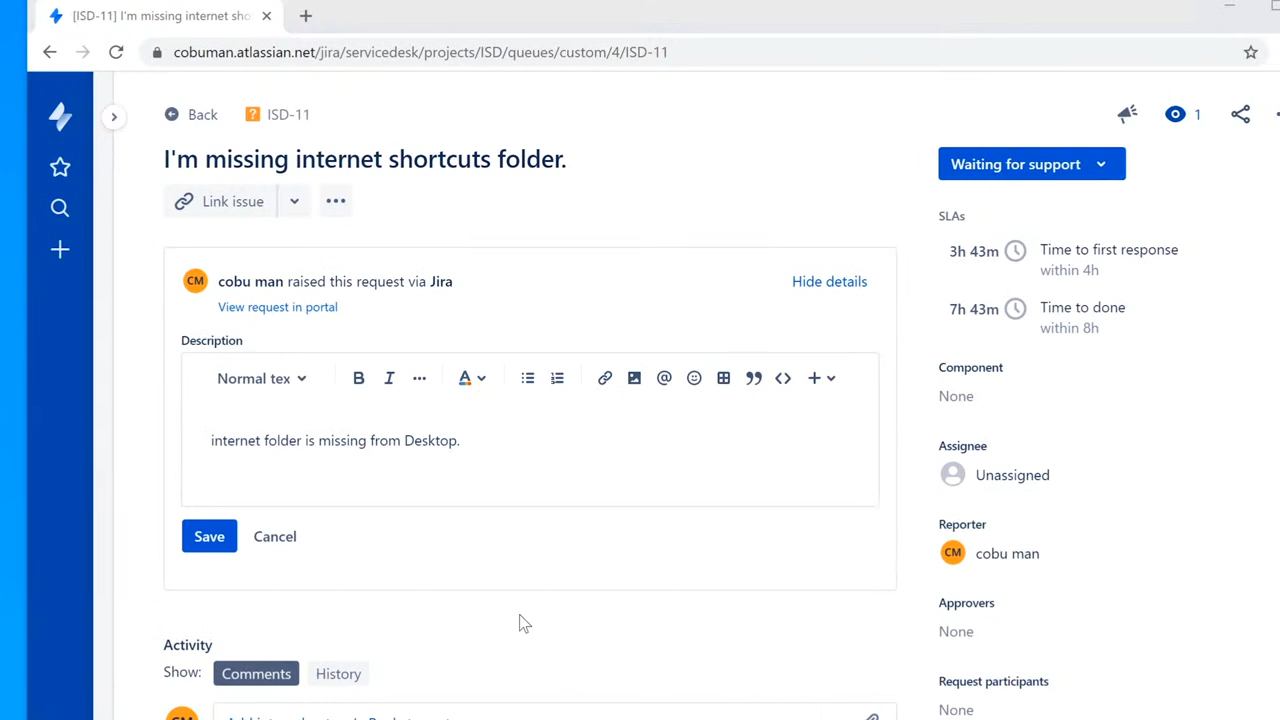 [ISD-11] I'm missing internet sho
cobuman.atlassian.net/jira/servicedesk/projects/ISD/queues/custom/4/ISD-11
Back ISD-11
1
I'm missing internet shortcuts folder.
Link issue
Waiting for support
SLAs
3h 43m Time to first response
within 4h
7h 43m Time to done
within 8h
CM cobu man raised this request via Jira
Hide details
View request in portal
Description
Normal tex B I A @
internet folder is missing from Desktop.
Save Cancel
Component
None
Assignee
Unassigned
Reporter
CM cobu man
Approvers
None
Request participants
None
Activity
Show: Comments History
CM